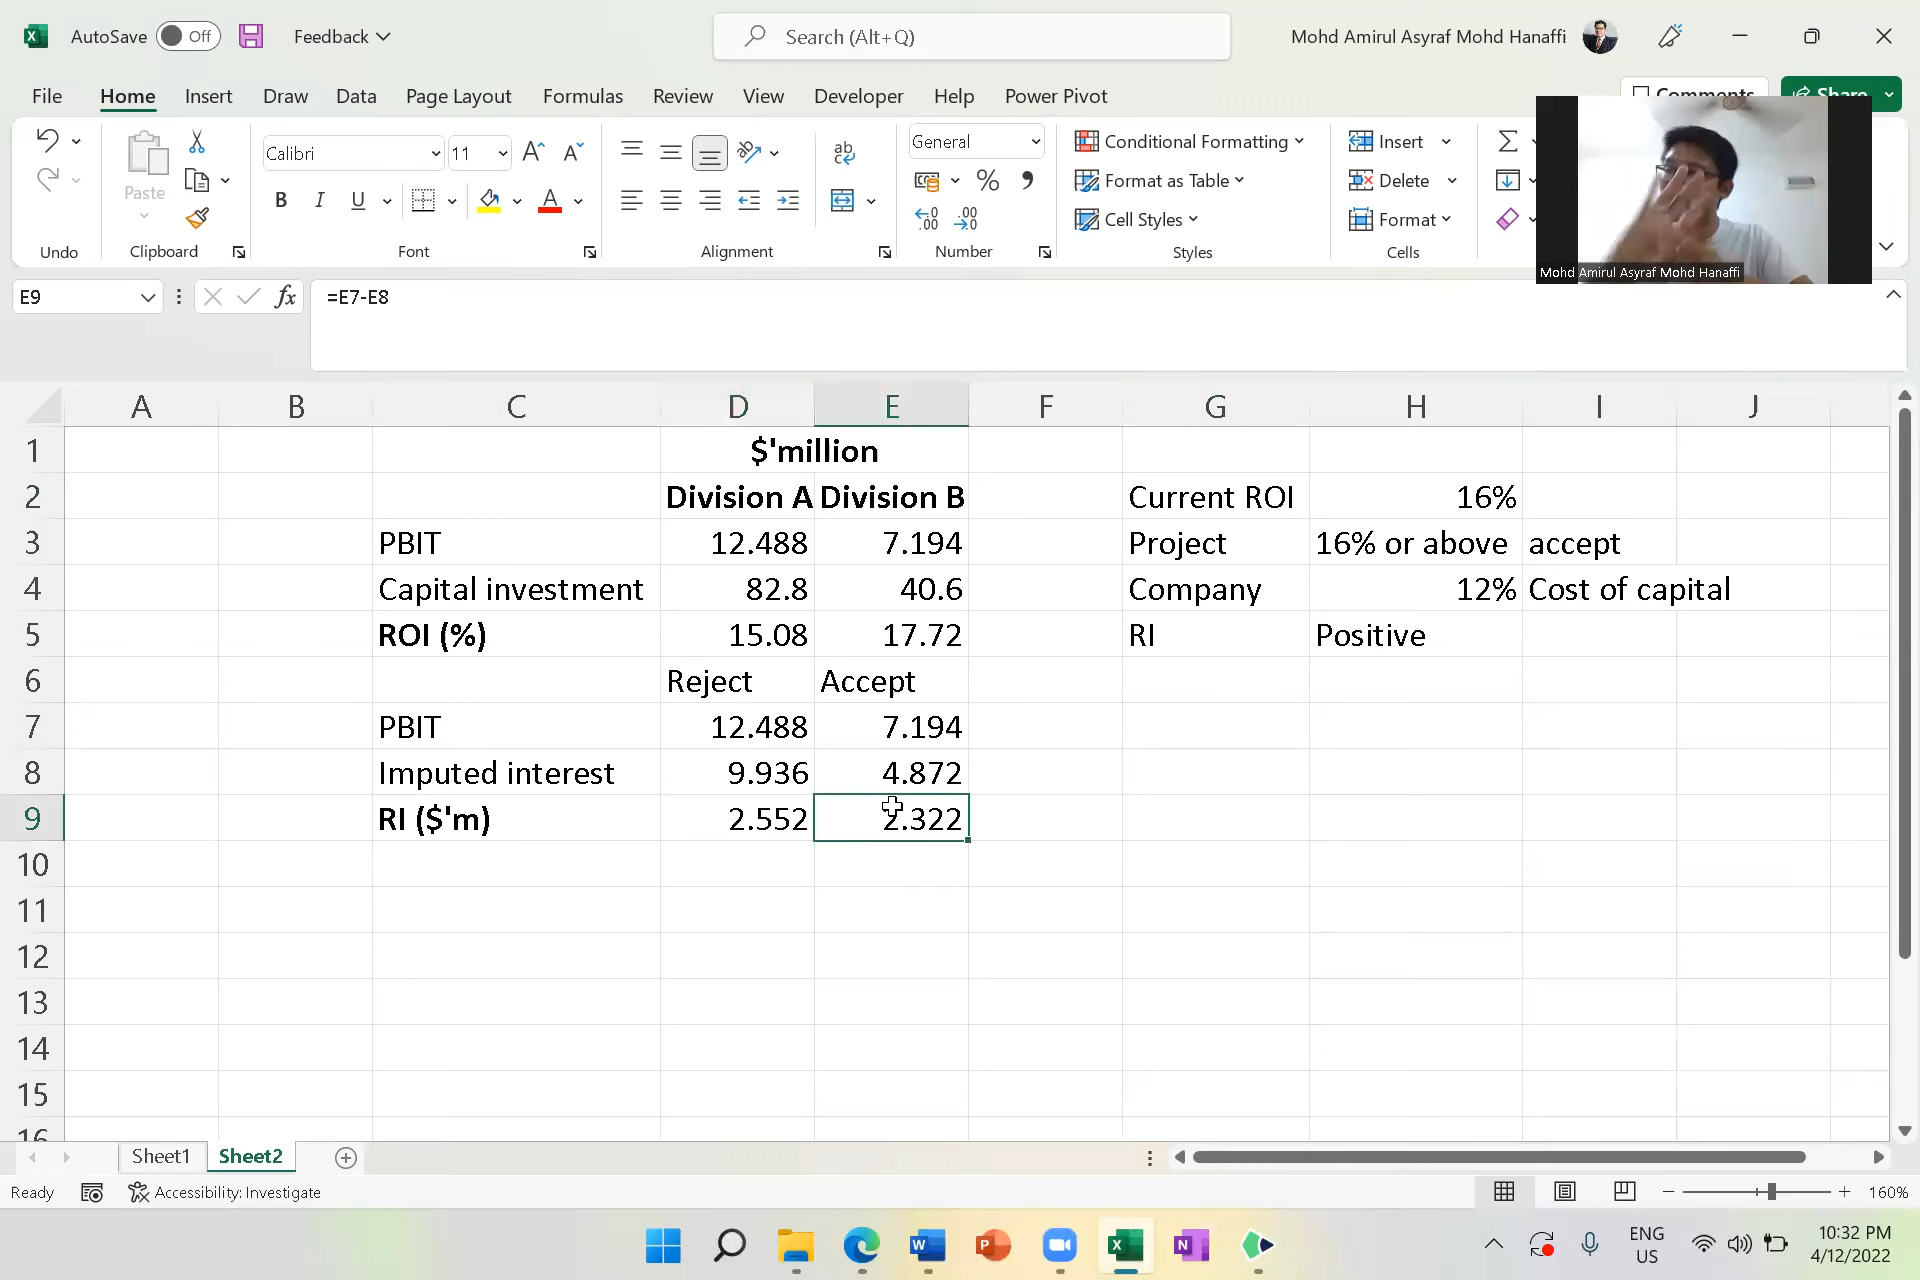 AutoSave Off Feedback Search (Alt+Q) Mohd Amirul Asyraf Mohd Hanaffi
File Home Insert Draw Data Page Layout Formulas Review View Developer Help Power Pivot Comments Share
Paste
Calibri 11
B I U
General
Conditional Formatting
Format as Table
Cell Styles
Insert
Delete
Format
Undo Clipboard Font Alignment Number Styles Cells
Mohd Amirul Asyraf Mohd Hanaffi
E9 fx =E7-E8
A B C D E F G H I J
1 $'million
2 Division A Division B Current ROI 16%
3 PBIT 12.488 7.194 Project 16% or above accept
4 Capital investment 82.8 40.6 Company 12% Cost of capital
5 ROI (%) 15.08 17.72 RI Positive
6 Reject Accept
7 PBIT 12.488 7.194
8 Imputed interest 9.936 4.872
9 RI ($'m) 2.552 2.322
10
11
12
13
14
15
16
Sheet1 Sheet2
Ready Accessibility: Investigate 160%
ENG
US
10:32 PM
4/12/2022